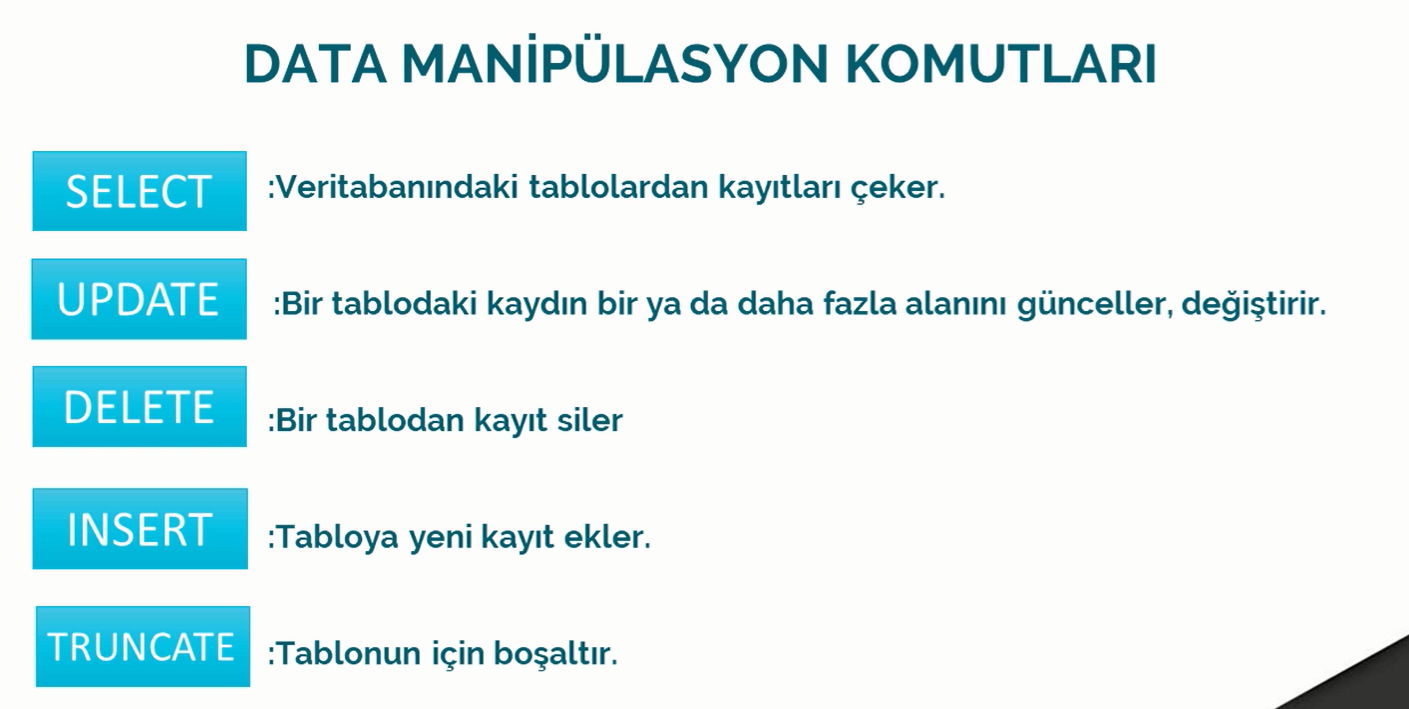 DATA MANİPÜLASYON KOMUTLARI
SELECT :Veritabanındaki tablolardan kayıtları çeker.
UPDATE :Bir tablodaki kaydın bir ya da daha fazla alanını günceller, değiştirir.
DELETE :Bir tablodan kayıt siler
INSERT :Tabloya yeni kayıt ekler.
TRUNCATE :Tablonun için boşaltır.